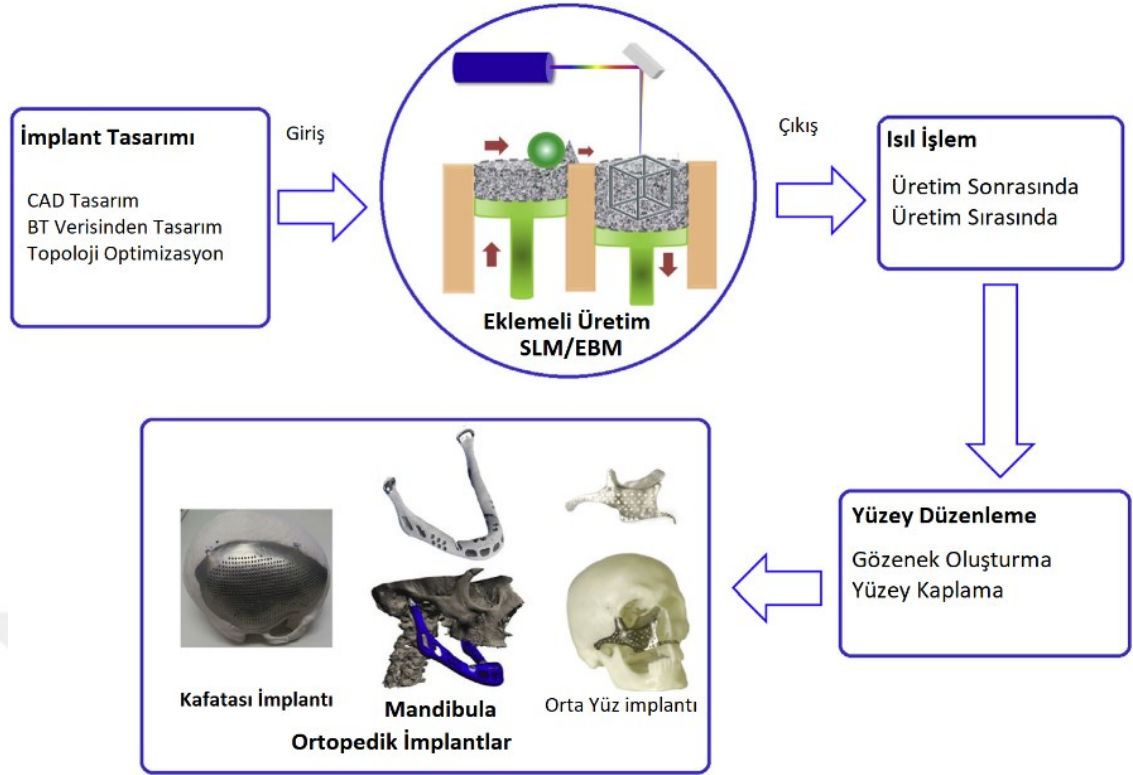 İmplant Tasarımı
CAD Tasarım
BT Verisinden Tasarım
Topoloji Optimizasyon
Giriş
Eklemeli Üretim
SLM/EBM
Çıkış
Isıl İşlem
Üretim Sonrasında
Üretim Sırasında
Yüzey Düzenleme
Gözenek Oluşturma
Yüzey Kaplama
Kafatası İmplantı
Mandibula
Orta Yüz implantı
Ortopedik İmplantlar